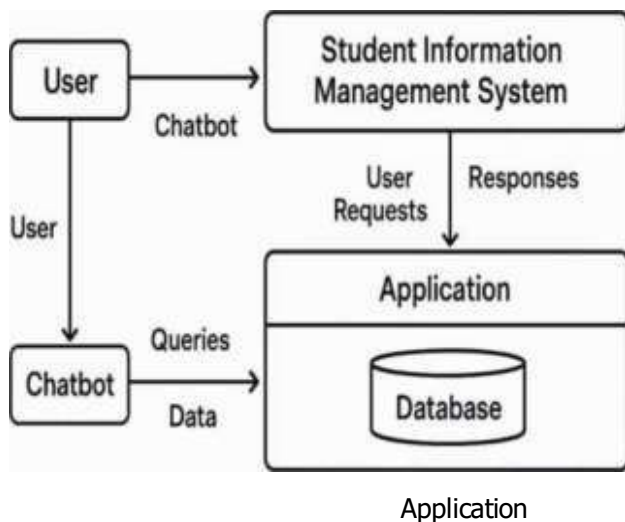 User
Student Information
Management System
Chatbot
User
Requests
Responses
User
Application
Queries
Chatbot
Data
Database
Application